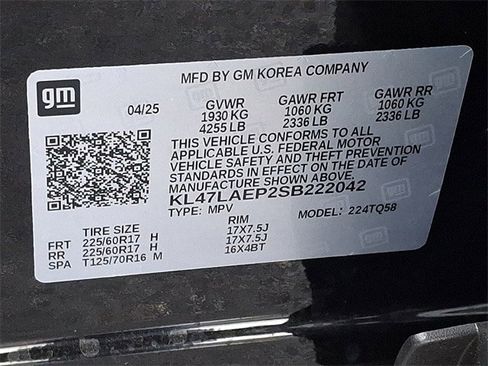 MFD BY GM KOREA COMPANY
gm
04/25 GVWR GAWR FRT GAWR RR
1930 KG 1060 KG 1060 KG
4255 LB 2336 LB 2336 LB
THIS VEHICLE CONFORMS TO ALL
APPLICABLE U.S. FEDERAL MOTOR
VEHICLE SAFETY AND THEFT PREVENTION
STANDARDS IN EFFECT ON THE DATE OF
MANUFACTURE SHOWN ABOVE.
KL47LAEP2SB222042
TYPE: MPV MODEL: 224TQ58
TIRE SIZE RIM
FRT 225/60R17 H 17X7.5J
RR 225/60R17 H 17X7.5J
SPA T125/70R16 M 16X4BT